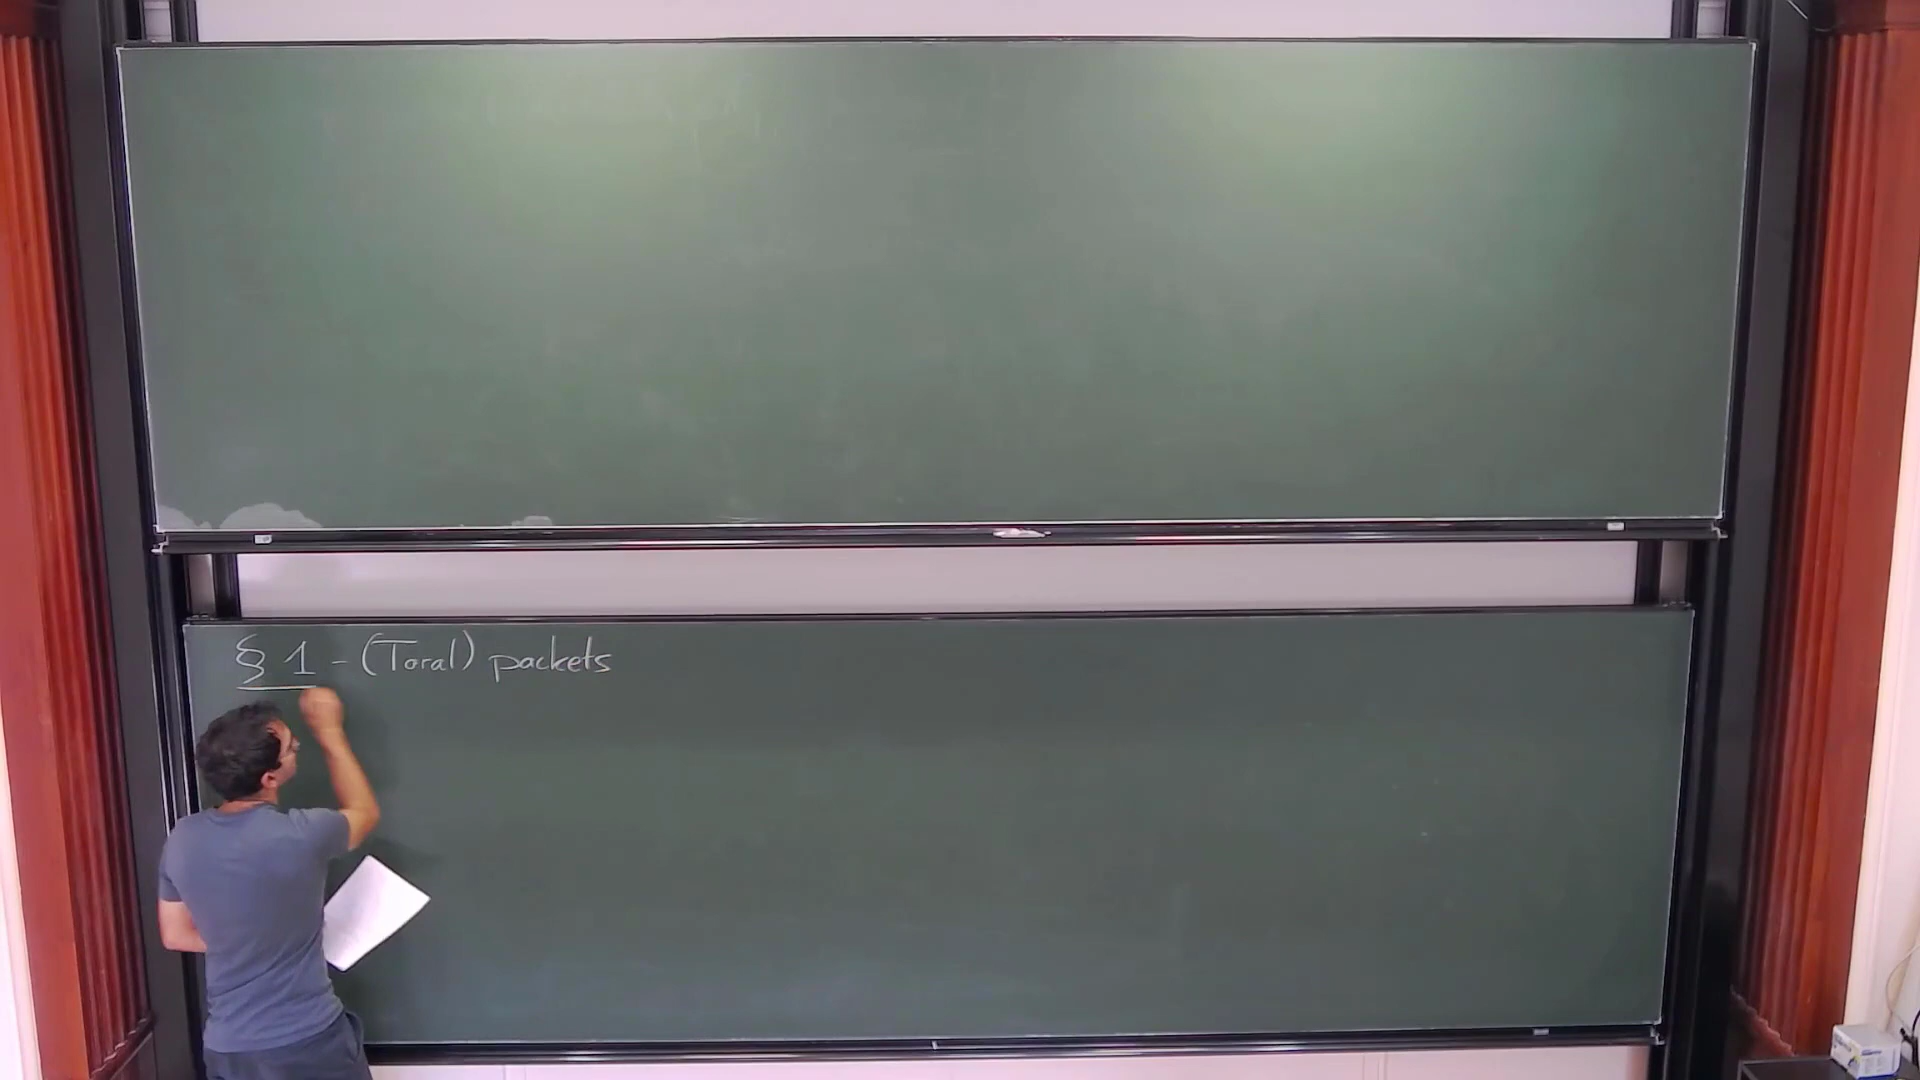 § 1 - (Toral) packets